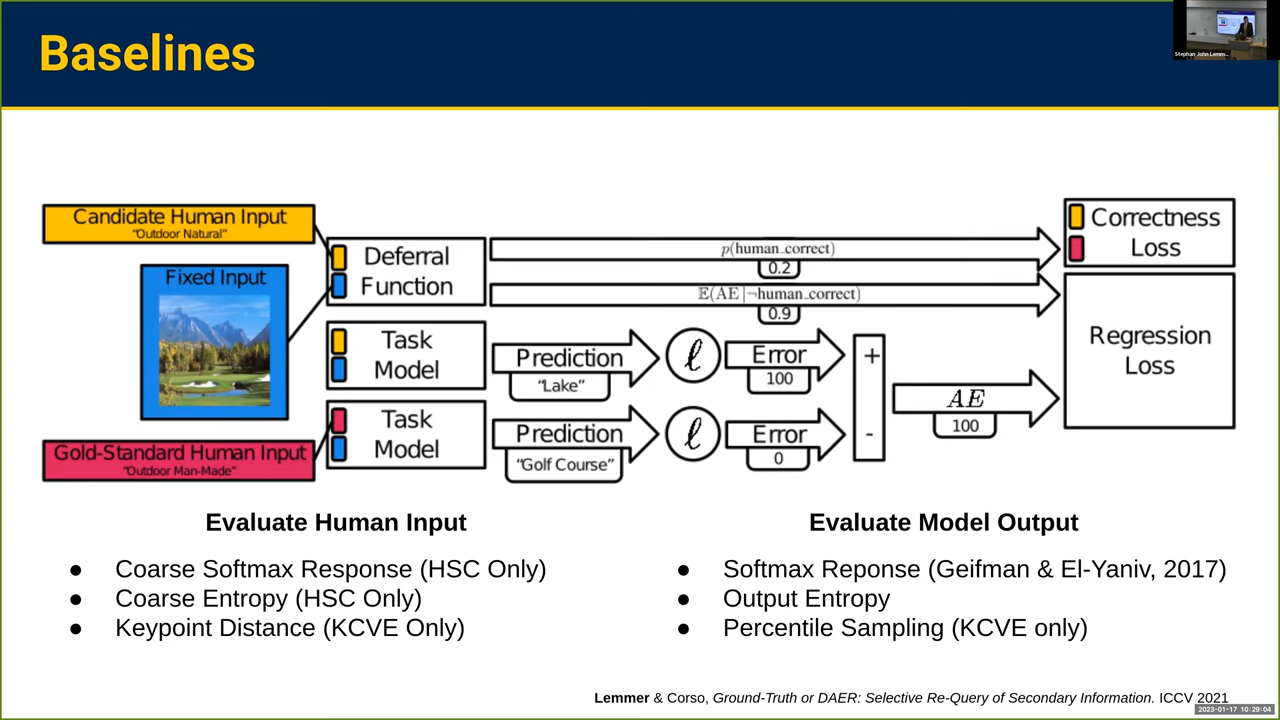 Baselines
Stephan John Lemm...
Candidate Human Input
"Outdoor Natural"
Fixed Input
Gold-Standard Human Input
"Outdoor Man-Made"
Deferral
Function
Task
Model
Task
Model
p(human_correct)
0.2
𝔼(AE|¬human_correct)
0.9
Prediction
"Lake"
ℓ
Error
100
Prediction
"Golf Course"
ℓ
Error
0
+
-
AE
100
Correctness
Loss
Regression
Loss
Evaluate Human Input
● Coarse Softmax Response (HSC Only)
● Coarse Entropy (HSC Only)
● Keypoint Distance (KCVE Only)
Evaluate Model Output
● Softmax Reponse (Geifman & El-Yaniv, 2017)
● Output Entropy
● Percentile Sampling (KCVE only)
Lemmer & Corso, Ground-Truth or DAER: Selective Re-Query of Secondary Information. ICCV 2021
2023-01-17 10:29:04